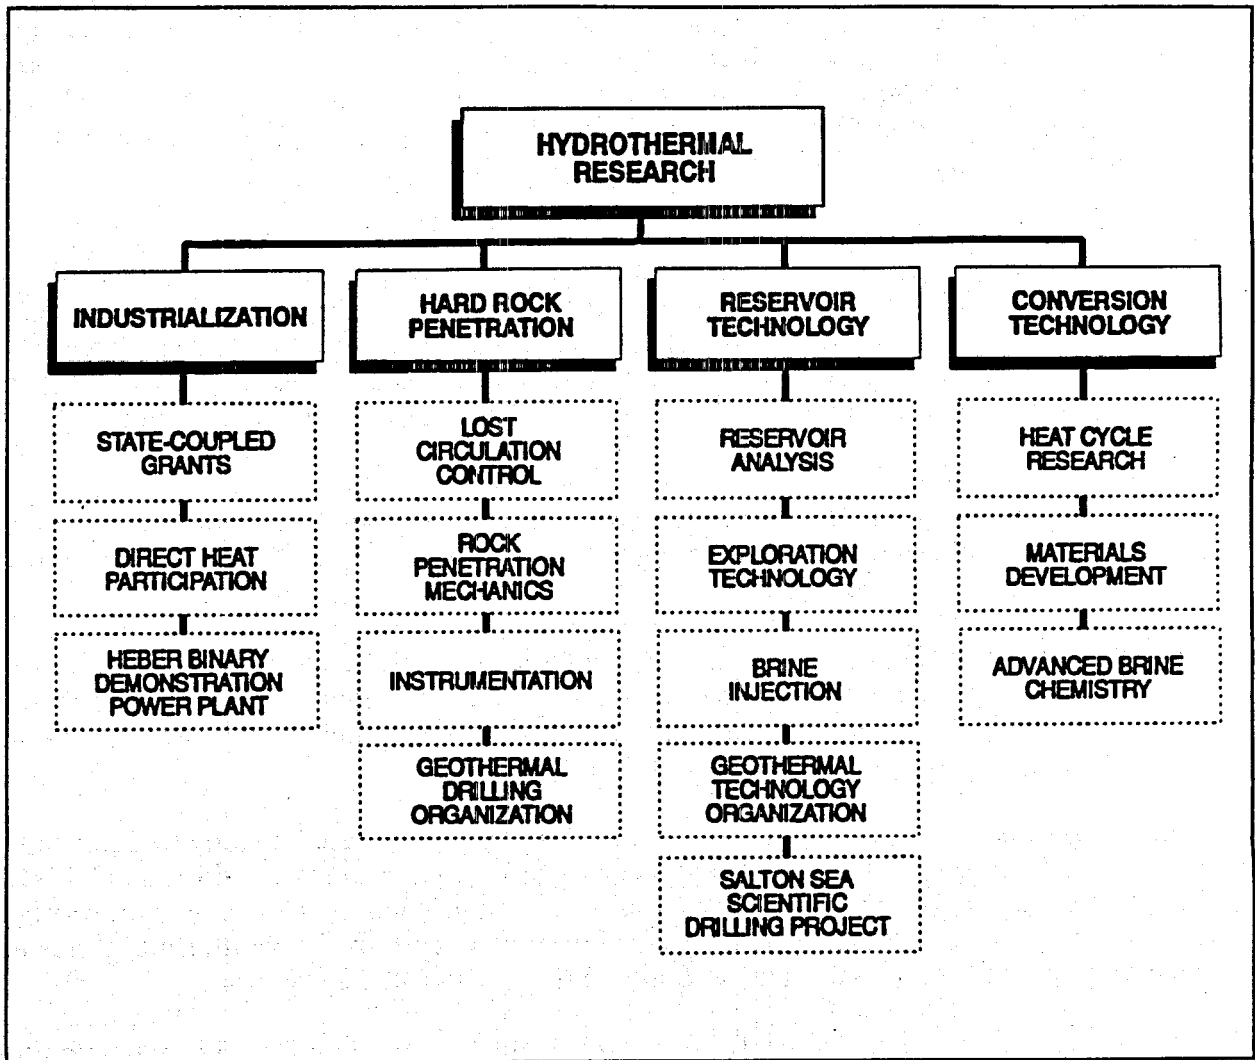 HYDROTHERMAL
RESEARCH
INDUSTRIALIZATION
HARD ROCK
PENETRATION
RESERVOIR
TECHNOLOGY
CONVERSION
TECHNOLOGY
STATE-COUPLED
GRANTS
DIRECT HEAT
PARTICIPATION
HEBER BINARY
DEMONSTRATION
POWER PLANT
LOST
CIRCULATION
CONTROL
ROCK
PENETRATION
MECHANICS
INSTRUMENTATION
GEOTHERMAL
DRILLING
ORGANIZATION
RESERVOIR
ANALYSIS
EXPLORATION
TECHNOLOGY
BRINE
INJECTION
GEOTHERMAL
TECHNOLOGY
ORGANIZATION
SALTON SEA
SCIENTIFIC
DRILLING PROJECT
HEAT CYCLE
RESEARCH
MATERIALS
DEVELOPMENT
ADVANCED BRINE
CHEMISTRY